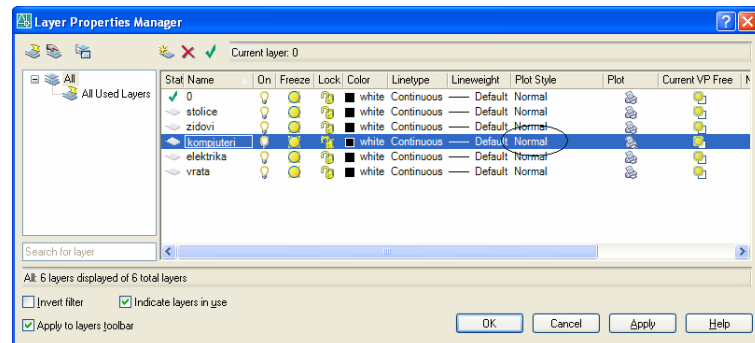 Layer Properties Manager
Current layer: 0
All
All Used Layers
Stat Name On Freeze Lock Color Linetype Lineweight Plot Style Plot Current VP Free
0 white Continuous Default Normal
stolice white Continuous Default Normal
zidovi white Continuous Default Normal
kompjuteri white Continuous Default Normal
elektrika white Continuous Default Normal
vrata white Continuous Default Normal
Search for layer
All: 6 layers displayed of 6 total layers
Invert filter Indicate layers in use
Apply to layers toolbar OK Cancel Apply Help